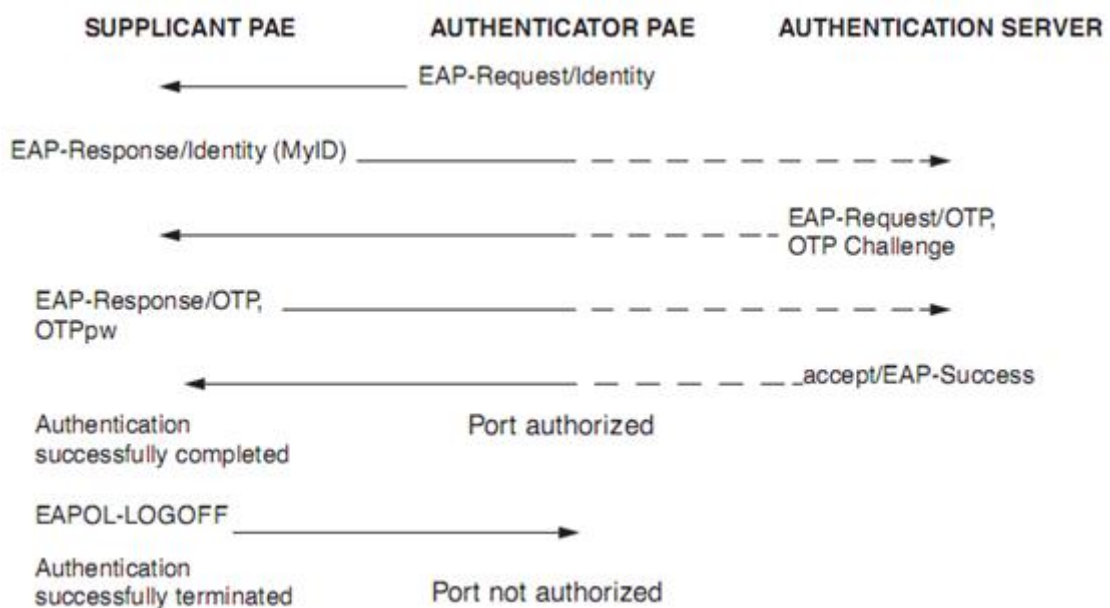 SUPPLICANT PAE AUTHENTICATOR PAE AUTHENTICATION SERVER
EAP-Request/Identity
EAP-Response/Identity (MyID)
EAP-Request/OTP,
OTP Challenge
EAP-Response/OTP,
OTPpw
accept/EAP-Success
Authentication
successfully completed
Port authorized
EAPOL-LOGOFF
Authentication
successfully terminated
Port not authorized